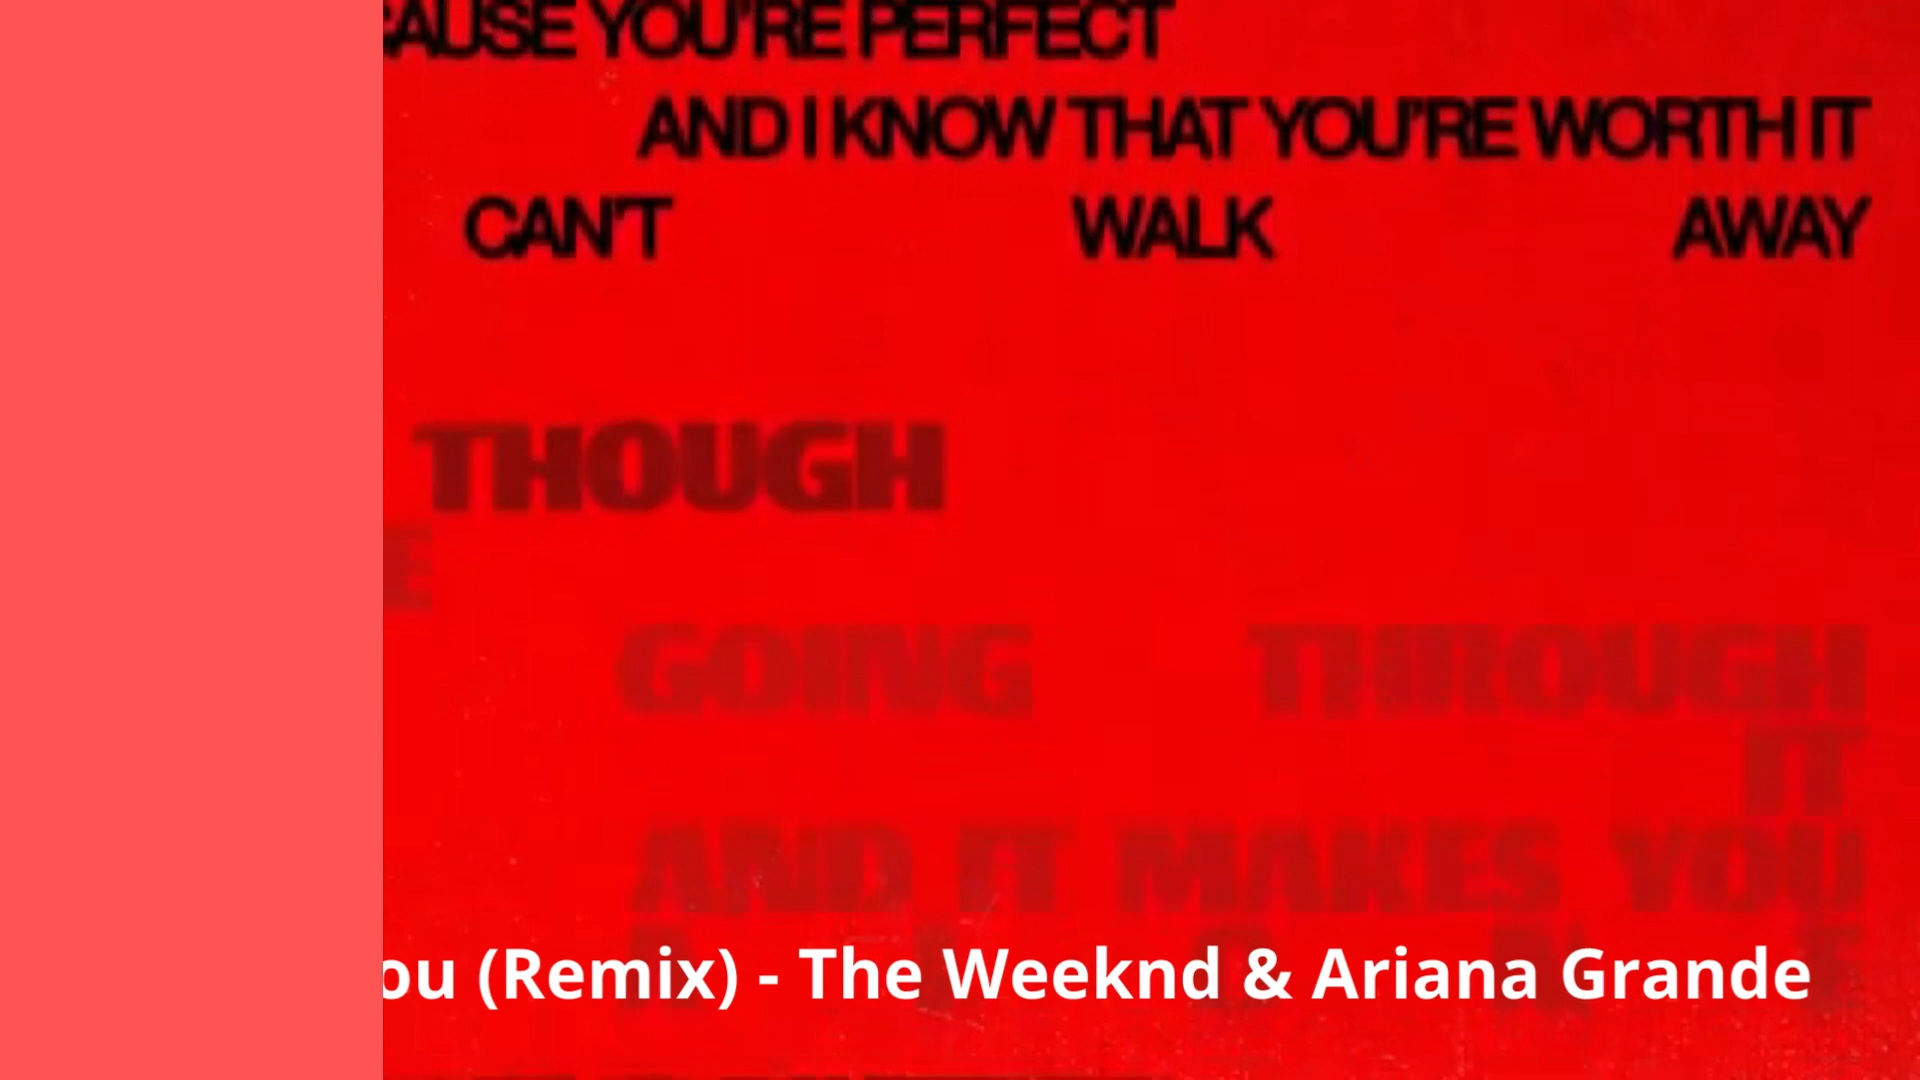 CAUSE YOU'RE PERFECT
AND I KNOW THAT YOU'RE WORTH IT
CAN'T WALK AWAY
THOUGH
E
GOING THROUGH
IT
AND IT MAKES YOU
ou (Remix) - The Weeknd & Ariana Grande